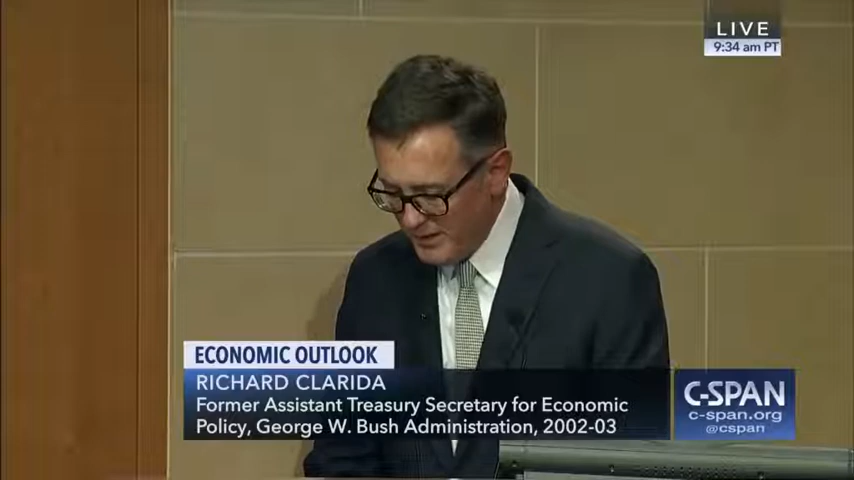 LIVE
9:34 am PT
ECONOMIC OUTLOOK
RICHARD CLARIDA
Former Assistant Treasury Secretary for Economic
Policy, George W. Bush Administration, 2002-03
C-SPAN
c-span.org
@cspan